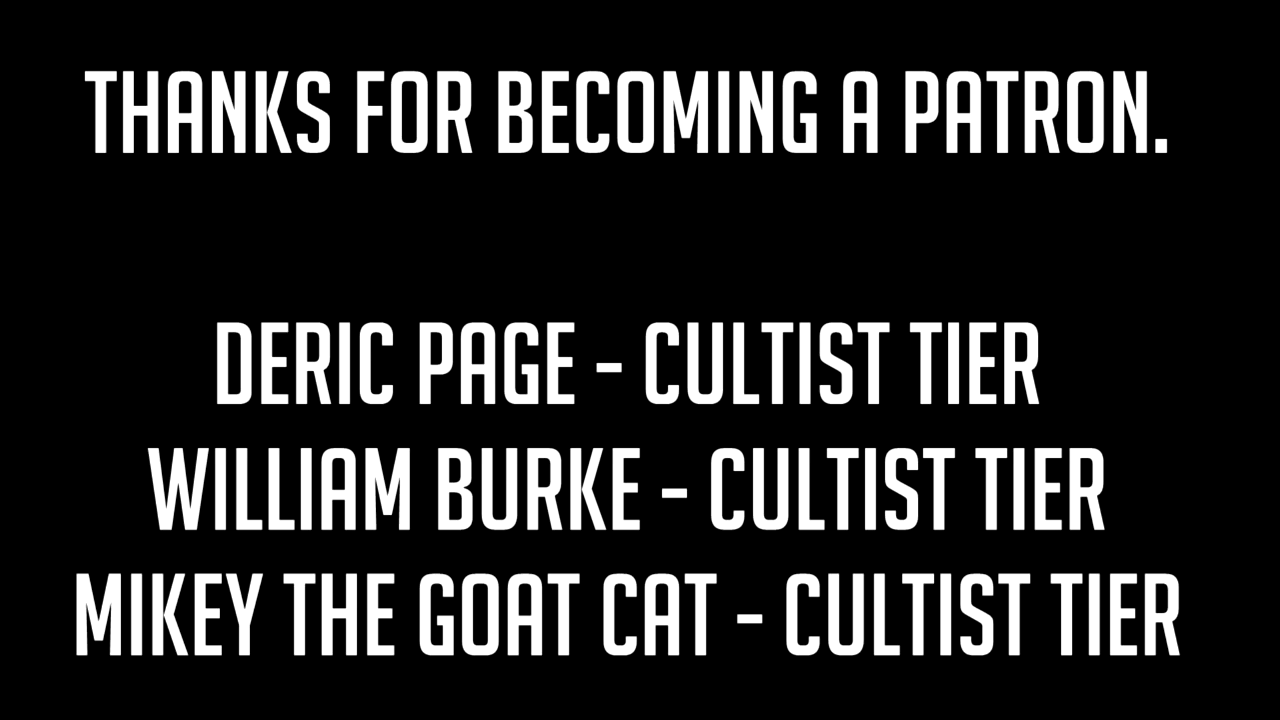 THANKS FOR BECOMING A PATRON.
DERIC PAGE - CULTIST TIER
WILLIAM BURKE - CULTIST TIER
MIKEY THE GOAT CAT - CULTIST TIER